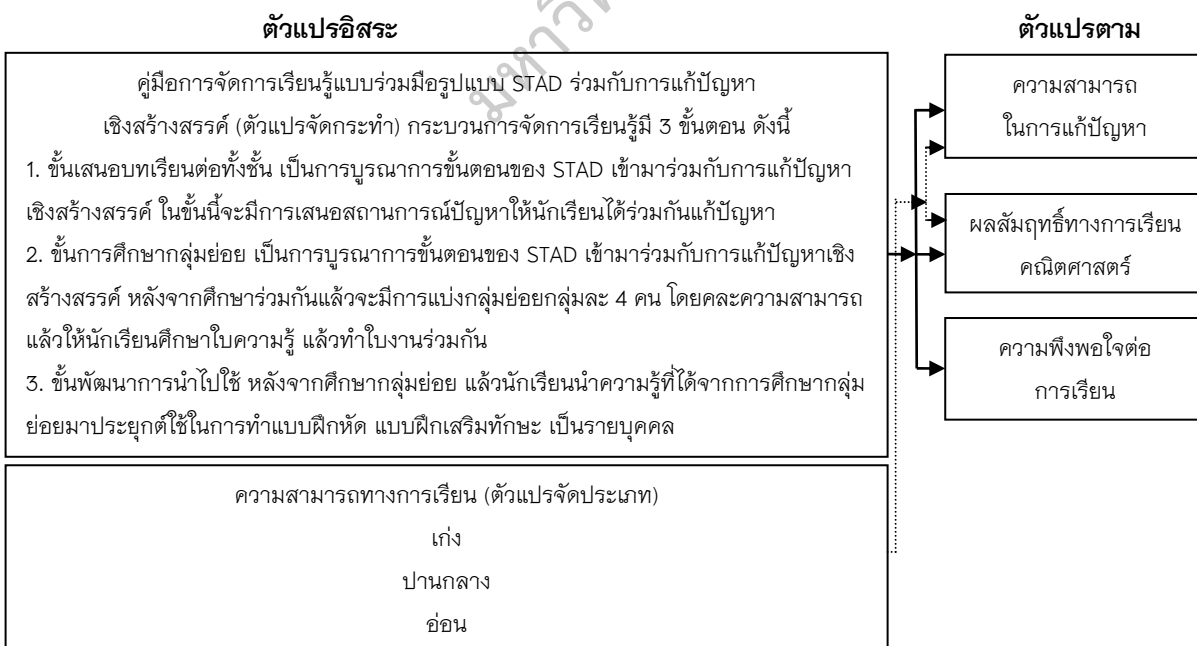 ตัวแปรอิสระ
ตัวแปรตาม
คู่มือการจัดการเรียนรู้แบบร่วมมือรูปแบบ STAD ร่วมกับการแก้ปัญหา
เชิงสร้างสรรค์ (ตัวแปรจัดกระทำ) กระบวนการจัดการเรียนรู้มี 3 ขั้นตอน ดังนี้
1. ขั้นเสนอบทเรียนต่อทั้งชั้น เป็นการบูรณาการขั้นตอนของ STAD เข้ามาร่วมกับการแก้ปัญหา
เชิงสร้างสรรค์ ในขั้นนี้จะมีการเสนอสถานการณ์ปัญหาให้นักเรียนได้ร่วมกันแก้ปัญหา
2. ขั้นการศึกษากลุ่มย่อย เป็นการบูรณาการขั้นตอนของ STAD เข้ามาร่วมกับการแก้ปัญหาเชิง
สร้างสรรค์ หลังจากศึกษาร่วมกันแล้วจะมีการแบ่งกลุ่มย่อยกลุ่มละ 4 คน โดยคละความสามารถ
แล้วให้นักเรียนศึกษาใบความรู้ แล้วทำใบงานร่วมกัน
3. ขั้นพัฒนาการนำไปใช้ หลังจากศึกษากลุ่มย่อย แล้วนักเรียนนำความรู้ที่ได้จากการศึกษากลุ่ม
ย่อยมาประยุกต์ใช้ในการทำแบบฝึกหัด แบบฝึกเสริมทักษะ เป็นรายบุคคล
ความสามารถทางการเรียน (ตัวแปรจัดประเภท)
เก่ง
ปานกลาง
อ่อน
ความสามารถ
ในการแก้ปัญหา
ผลสัมฤทธิ์ทางการเรียน
คณิตศาสตร์
ความพึงพอใจต่อ
การเรียน